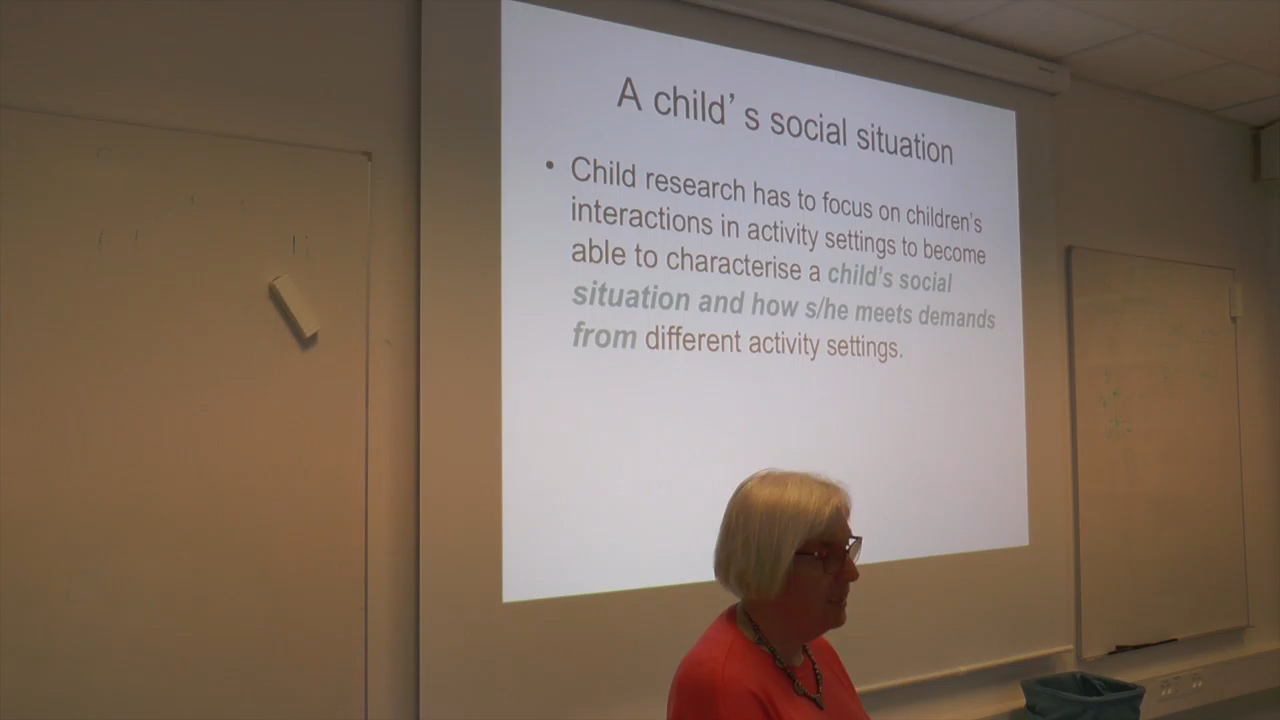 A child’ s social situation
• Child research has to focus on children’s
interactions in activity settings to become
able to characterise a child’s social
situation and how s/he meets demands
from different activity settings.